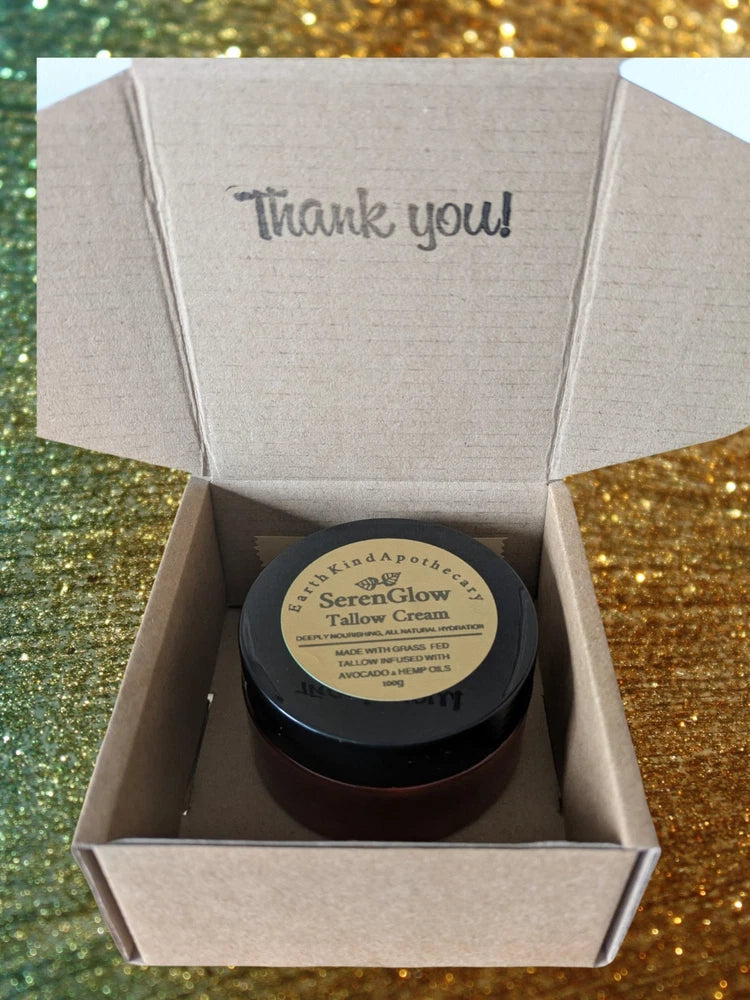 Thank you!
EarthKindApothecary
SerenGlow
Tallow Cream
DEEPLY NOURISHING, ALL NATURAL HYDRATION
MADE WITH GRASS FED
TALLOW INFUSED WITH
AVOCADO & HEMP OILS
100g